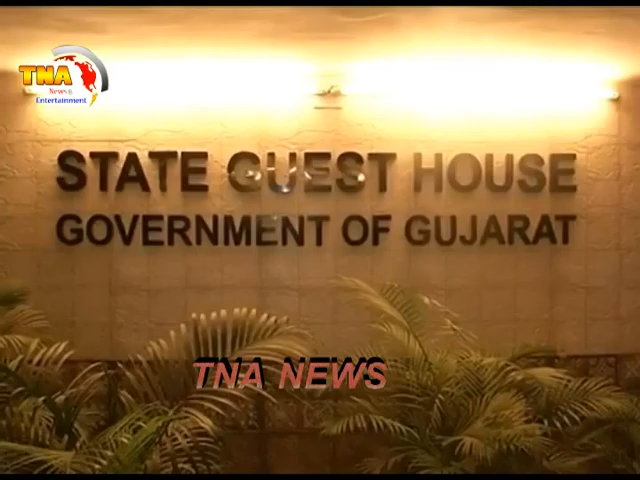 TNA
News &
Entertainment
STATE GUEST HOUSE
GOVERNMENT OF GUJARAT
TNA NEWS